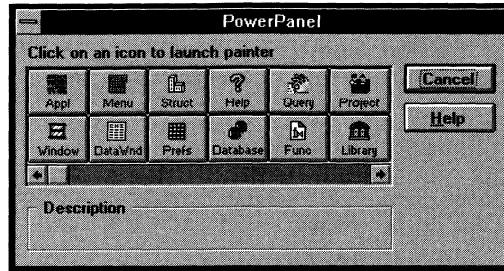 PowerPanel
Click on an icon to launch painter
Appl Menu Struct Help Query Project
Window DataWnd Prefs Database Func Library
Cancel
Help
Description